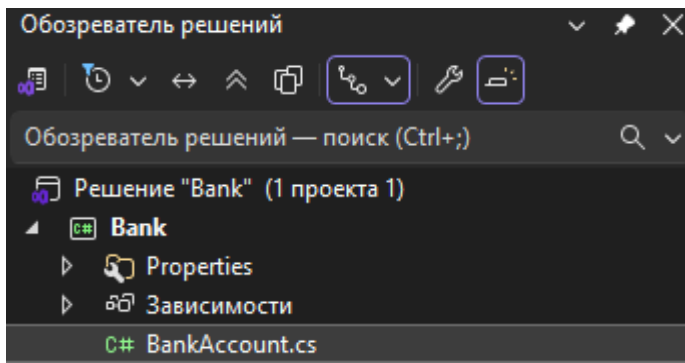 Обозреватель решений
Обозреватель решений — поиск (Ctrl+;)
Решение "Bank" (1 проекта 1)
C# Bank
Properties
Зависимости
C# BankAccount.cs